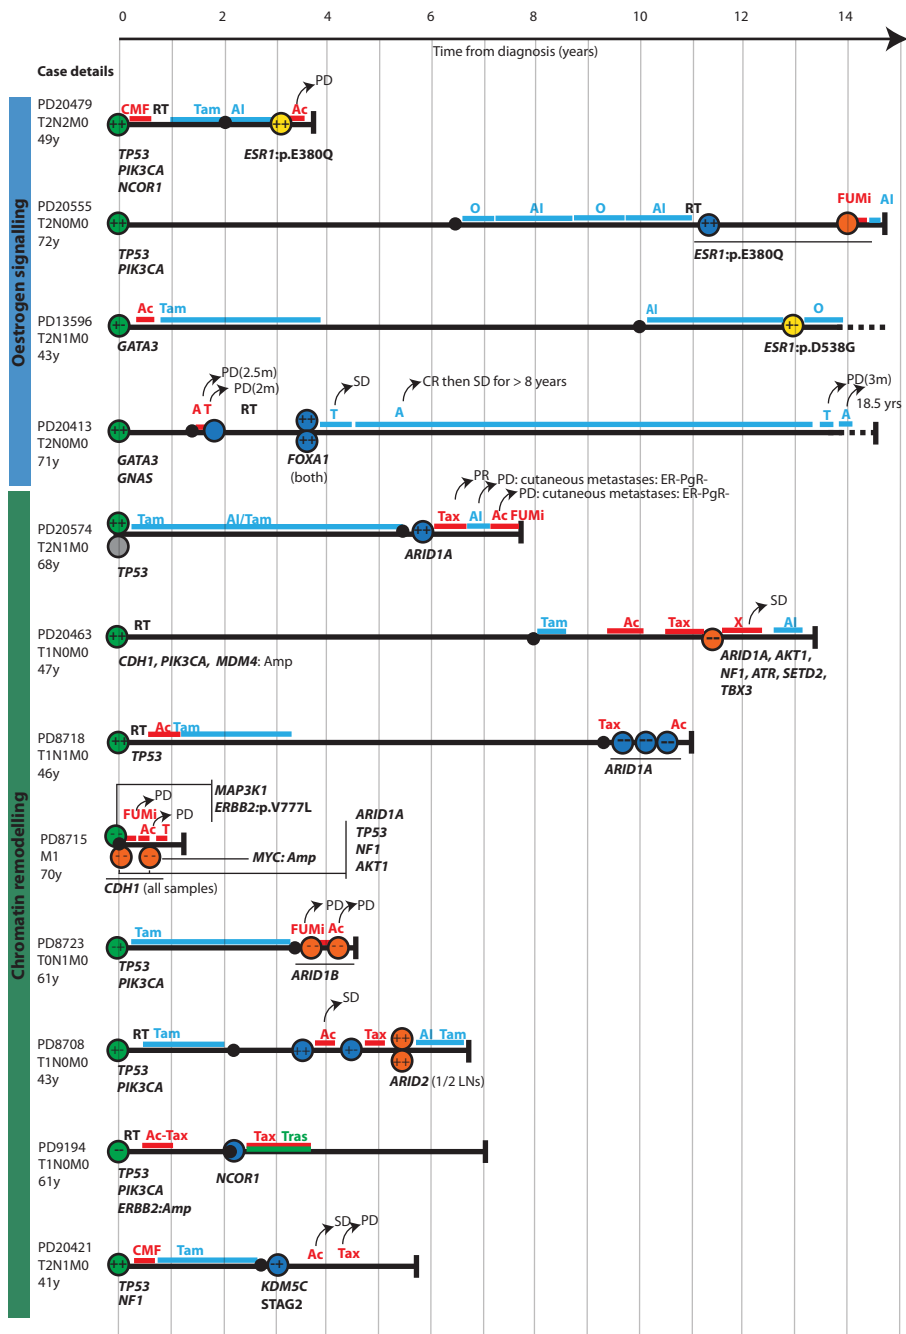 0 2 4 6 8 10 12 14
Time from diagnosis (years)
Case details
Oestrogen signalling
PD20479
T2N2M0
49y
CMF RT Tam AI Ac PD
++ ++
TP53
PIK3CA
NCOR1
ESR1:p.E380Q
PD20555
T2N0M0
72y
O AI O AI RT FUMi AI
++ ++
TP53
PIK3CA
ESR1:p.E380Q
PD13596
T2N1M0
43y
Ac Tam AI O
+- +-
GATA3
ESR1:p.D538G
PD20413
T2N0M0
71y
PD(2.5m)
PD(2m)
A T RT
SD
CR then SD for > 8 years
T A
PD(3m)
18.5 yrs
T A
++ ++
++
GATA3
GNAS
FOXA1
(both)
Chromatin remodelling
PD20574
T2N1M0
68y
PR
PD: cutaneous metastases: ER-PgR-
PD: cutaneous metastases: ER-PgR-
Tam AI/Tam Tax AI Ac FUMi
++ ++
TP53
ARID1A
PD20463
T1N0M0
47y
RT Tam Ac Tax X SD AI
++ --
CDH1, PIK3CA, MDM4: Amp
ARID1A, AKT1,
NF1, ATR, SETD2,
TBX3
PD8718
T1N1M0
46y
RT Ac Tam Tax Ac
++ -- -- --
TP53
ARID1A
PD8715
M1
70y
MAP3K1
ERBB2:p.V777L
PD
FUMi
PD
Ac T
--
-- --
MYC: Amp
ARID1A
TP53
NF1
AKT1
CDH1 (all samples)
PD8723
T0N1M0
61y
Tam FUMi Ac
PD PD
+- -- --
TP53
PIK3CA
ARID1B
PD8708
T1N0M0
43y
RT Tam Ac SD Tax AI Tam
+- ++ +- ++
++
TP53
PIK3CA
ARID2 (1/2 LNs)
PD9194
T1N0M0
61y
RT Ac-Tax Tax Tras
--
TP53
PIK3CA
ERBB2:Amp
NCOR1
PD20421
T2N1M0
41y
CMF Tam Ac SD Tax PD
++ ++
TP53
NF1
KDM5C
STAG2